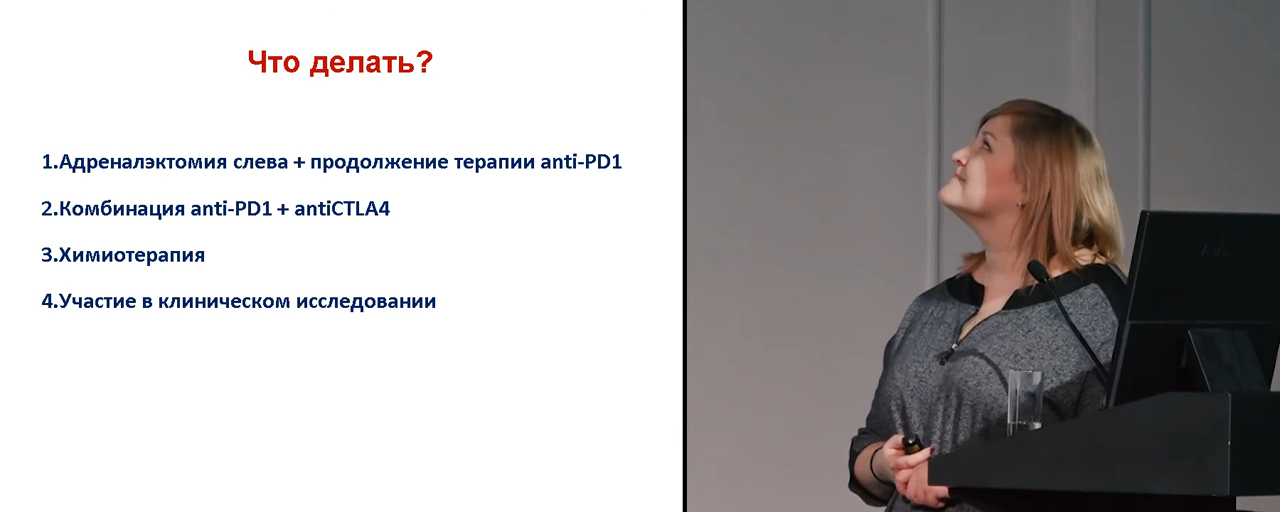 Что делать?
1.Адреналэктомия слева + продолжение терапии anti-PD1
2.Комбинация anti-PD1 + antiCTLA4
3.Химиотерапия
4.Участие в клиническом исследовании